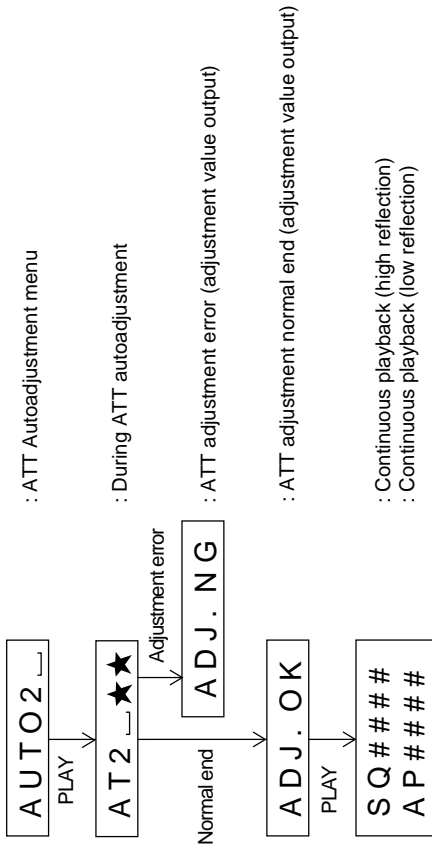 AUTO2⎵ : ATT Autoadjustment menu
PLAY
AT2⎵★★ : During ATT autoadjustment
Adjustment error
ADJ. NG : ATT adjustment error (adjustment value output)
Normal end
ADJ. OK : ATT adjustment normal end (adjustment value output)
PLAY
SQ#### : Continuous playback (high reflection)
AP#### : Continuous playback (low reflection)